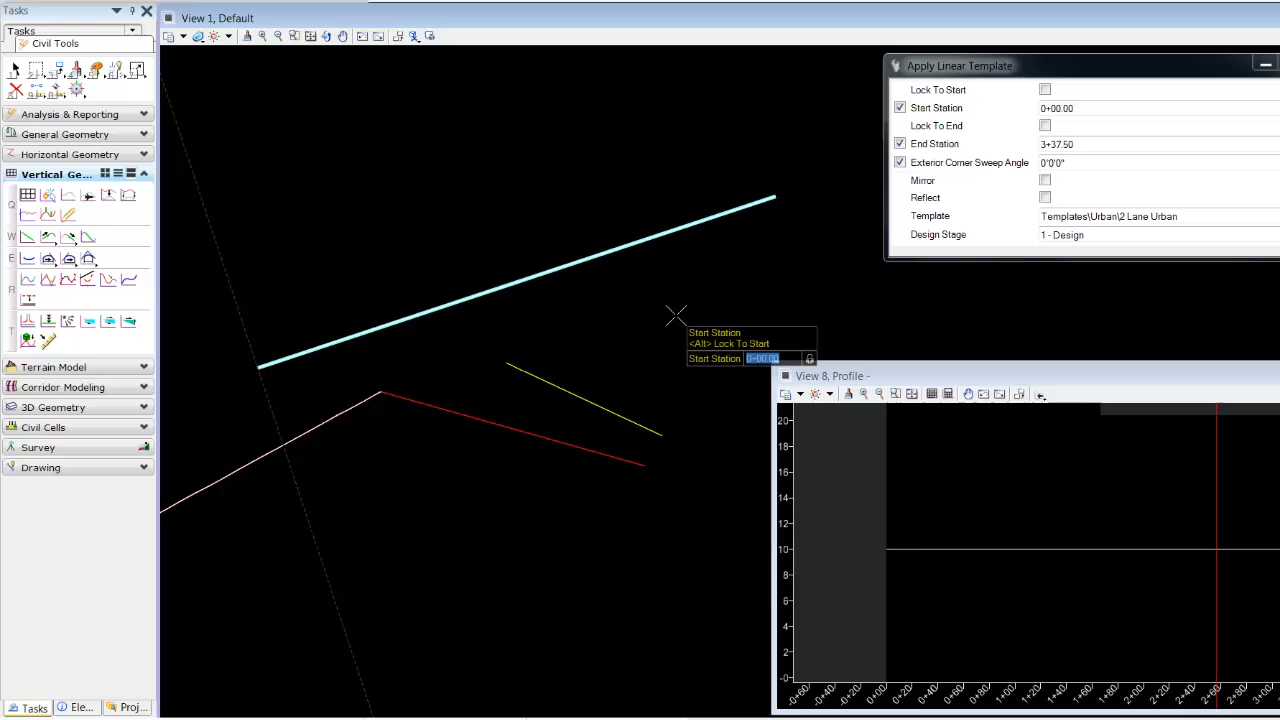 Tasks
Tasks
Civil Tools
Analysis & Reporting
General Geometry
Horizontal Geometry
Vertical Ge...
Q
W
E
R
T
Terrain Model
Corridor Modeling
3D Geometry
Civil Cells
Survey
Drawing
Tasks
Ele...
Proj...
View 1, Default
Apply Linear Template
Lock To Start
Start Station 0+00.00
Lock To End
End Station 3+37.50
Exterior Corner Sweep Angle 0°0'0"
Mirror
Reflect
Template Templates\Urban\2 Lane Urban
Design Stage 1 - Design
Start Station
<Alt> Lock To Start
Start Station 0+00.00
View 8, Profile -
20
18
16
14
12
10
8
6
4
2
-0
-0+60 -0+40 -0+20 0+00 0+20 0+40 0+60 0+80 1+00 1+20 1+40 1+60 1+80 2+00 2+20 2+40 2+60 2+80 3+00